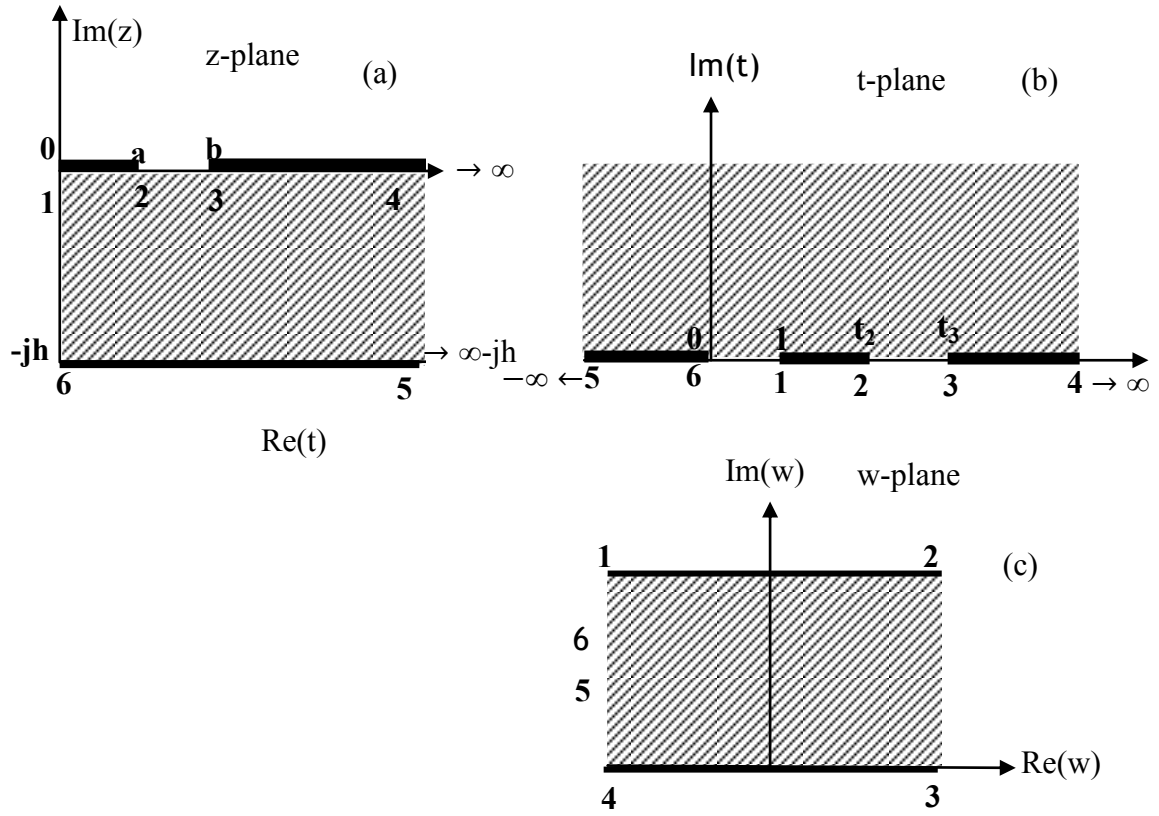 Im(z)
z-plane
(a)
0
a
b
→ ∞
1
2
3
4
-jh
→ ∞-jh
6
5
Re(t)
Im(t)
t-plane
(b)
0
1
t₂
t₃
−∞ ←
5
6
1
2
3
4
→ ∞
Im(w)
w-plane
1
2
(c)
6
5
Re(w)
4
3